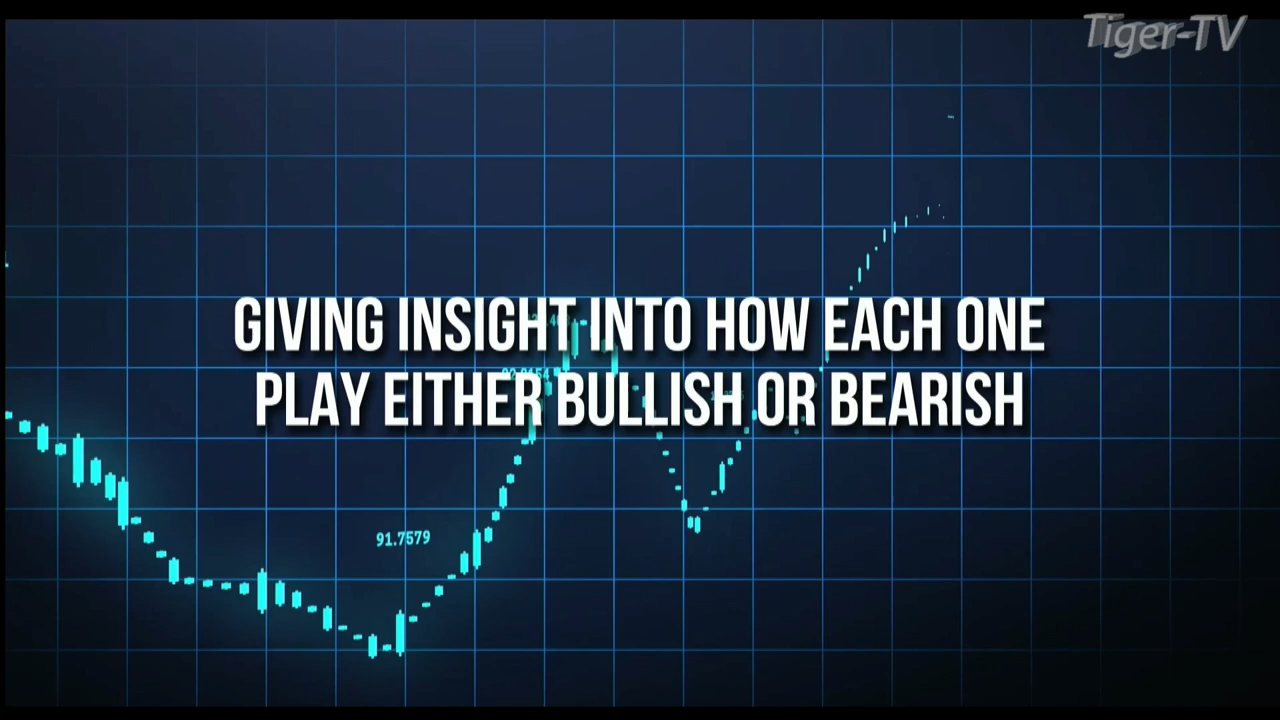 Tiger-TV
GIVING INSIGHT INTO HOW EACH ONE
PLAY EITHER BULLISH OR BEARISH
91.7579